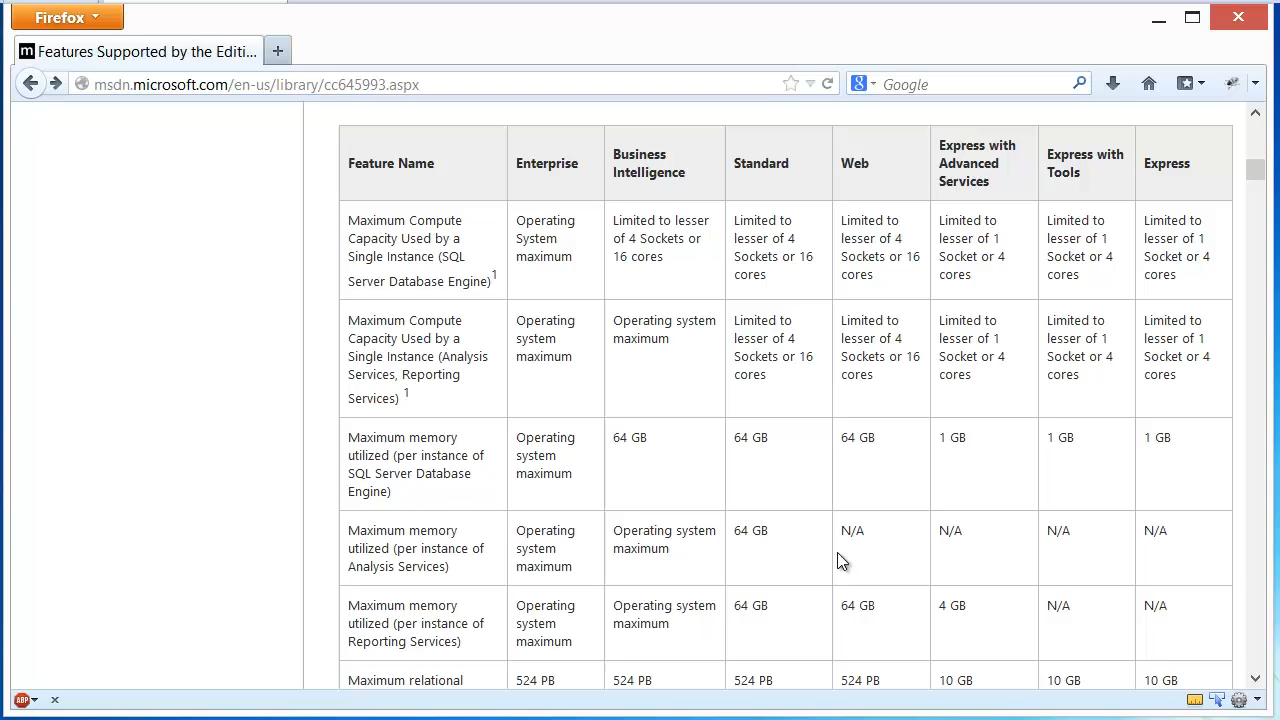 Firefox
m Features Supported by the Editi...
+
msdn.microsoft.com/en-us/library/cc645993.aspx
8 Google
Feature Name Enterprise Business Intelligence Standard Web Express with Advanced Services Express with Tools Express
Maximum Compute Capacity Used by a Single Instance (SQL Server Database Engine)1 Operating System maximum Limited to lesser of 4 Sockets or 16 cores Limited to lesser of 4 Sockets or 16 cores Limited to lesser of 4 Sockets or 16 cores Limited to lesser of 1 Socket or 4 cores Limited to lesser of 1 Socket or 4 cores Limited to lesser of 1 Socket or 4 cores
Maximum Compute Capacity Used by a Single Instance (Analysis Services, Reporting Services) 1 Operating system maximum Operating system maximum Limited to lesser of 4 Sockets or 16 cores Limited to lesser of 4 Sockets or 16 cores Limited to lesser of 1 Socket or 4 cores Limited to lesser of 1 Socket or 4 cores Limited to lesser of 1 Socket or 4 cores
Maximum memory utilized (per instance of SQL Server Database Engine) Operating system maximum 64 GB 64 GB 64 GB 1 GB 1 GB 1 GB
Maximum memory utilized (per instance of Analysis Services) Operating system maximum Operating system maximum 64 GB N/A N/A N/A N/A
Maximum memory utilized (per instance of Reporting Services) Operating system maximum Operating system maximum 64 GB 64 GB 4 GB N/A N/A
Maximum relational 524 PB 524 PB 524 PB 524 PB 10 GB 10 GB 10 GB
ABP